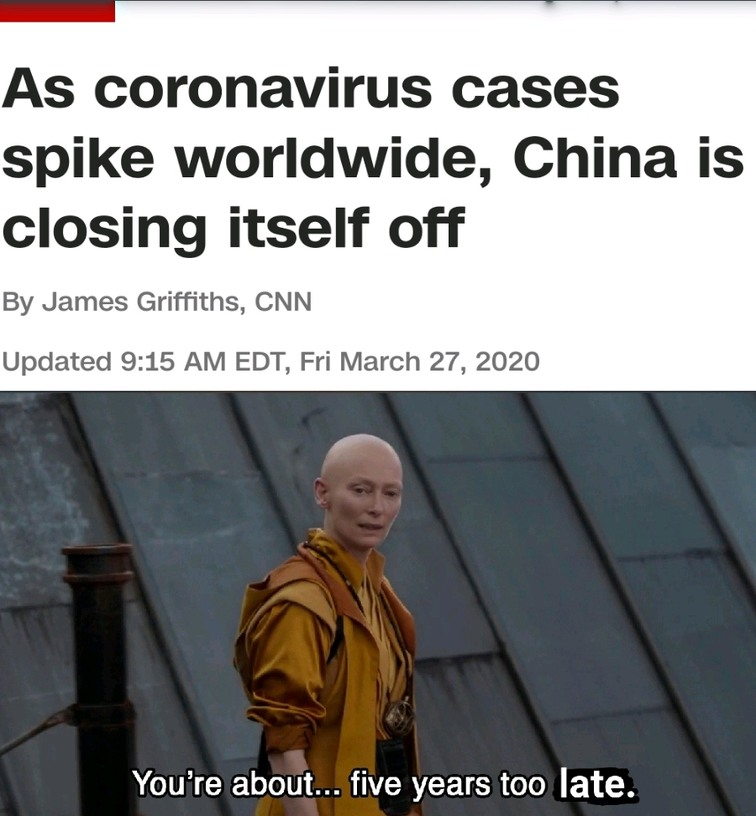 As coronavirus cases
spike worldwide, China is
closing itself off
By James Griffiths, CNN
Updated 9:15 AM EDT, Fri March 27, 2020
You're about... five years too late.